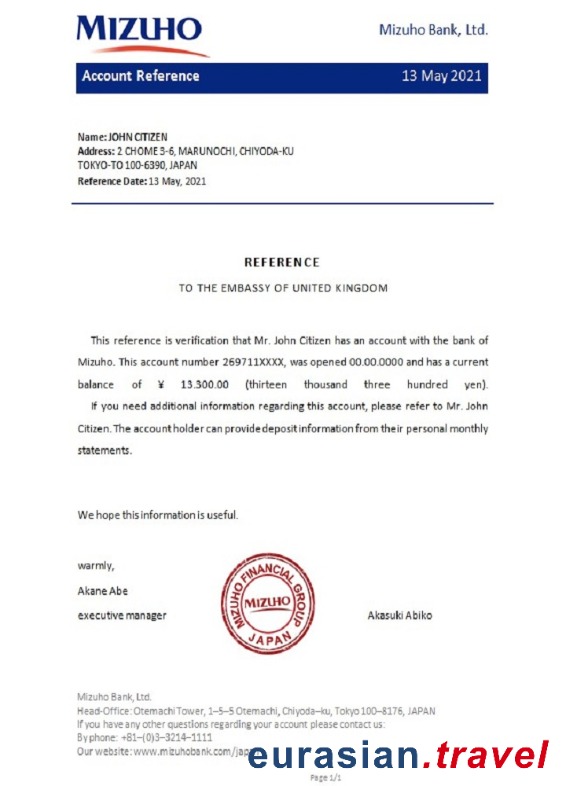 MIZUHO
Mizuho Bank, Ltd.
Account Reference 13 May 2021
Name: JOHN CITIZEN
Address: 2 CHOME 3-6, MARUNOCHI, CHIYODA-KU
TOKYO-TO 100-6390, JAPAN
Reference Date: 13 May, 2021
REFERENCE
TO THE EMBASSY OF UNITED KINGDOM
This reference is verification that Mr. John Citizen has an account with the bank of
Mizuho. This account number 269711XXXX, was opened 00.00.0000 and has a current
balance of ¥ 13.300.00 (thirteen thousand three hundred yen).
If you need additional information regarding this account, please refer to Mr. John
Citizen. The account holder can provide deposit information from their personal monthly
statements.
We hope this information is useful.
warmly,
Akane Abe
executive manager
MIZUHO FINANCIAL GROUP
MIZUHO
JAPAN
Akasuki Abiko
Mizuho Bank, Ltd.
Head-Office: Otemachi Tower, 1–5–5 Otemachi, Chiyoda–ku, Tokyo 100–8176, JAPAN
If you have any other questions regarding your account please contact us:
By phone: +81–(0)3–3214–1111
Our website: www.mizuhobank.com/jap
eurasian.travel
Page 1/1